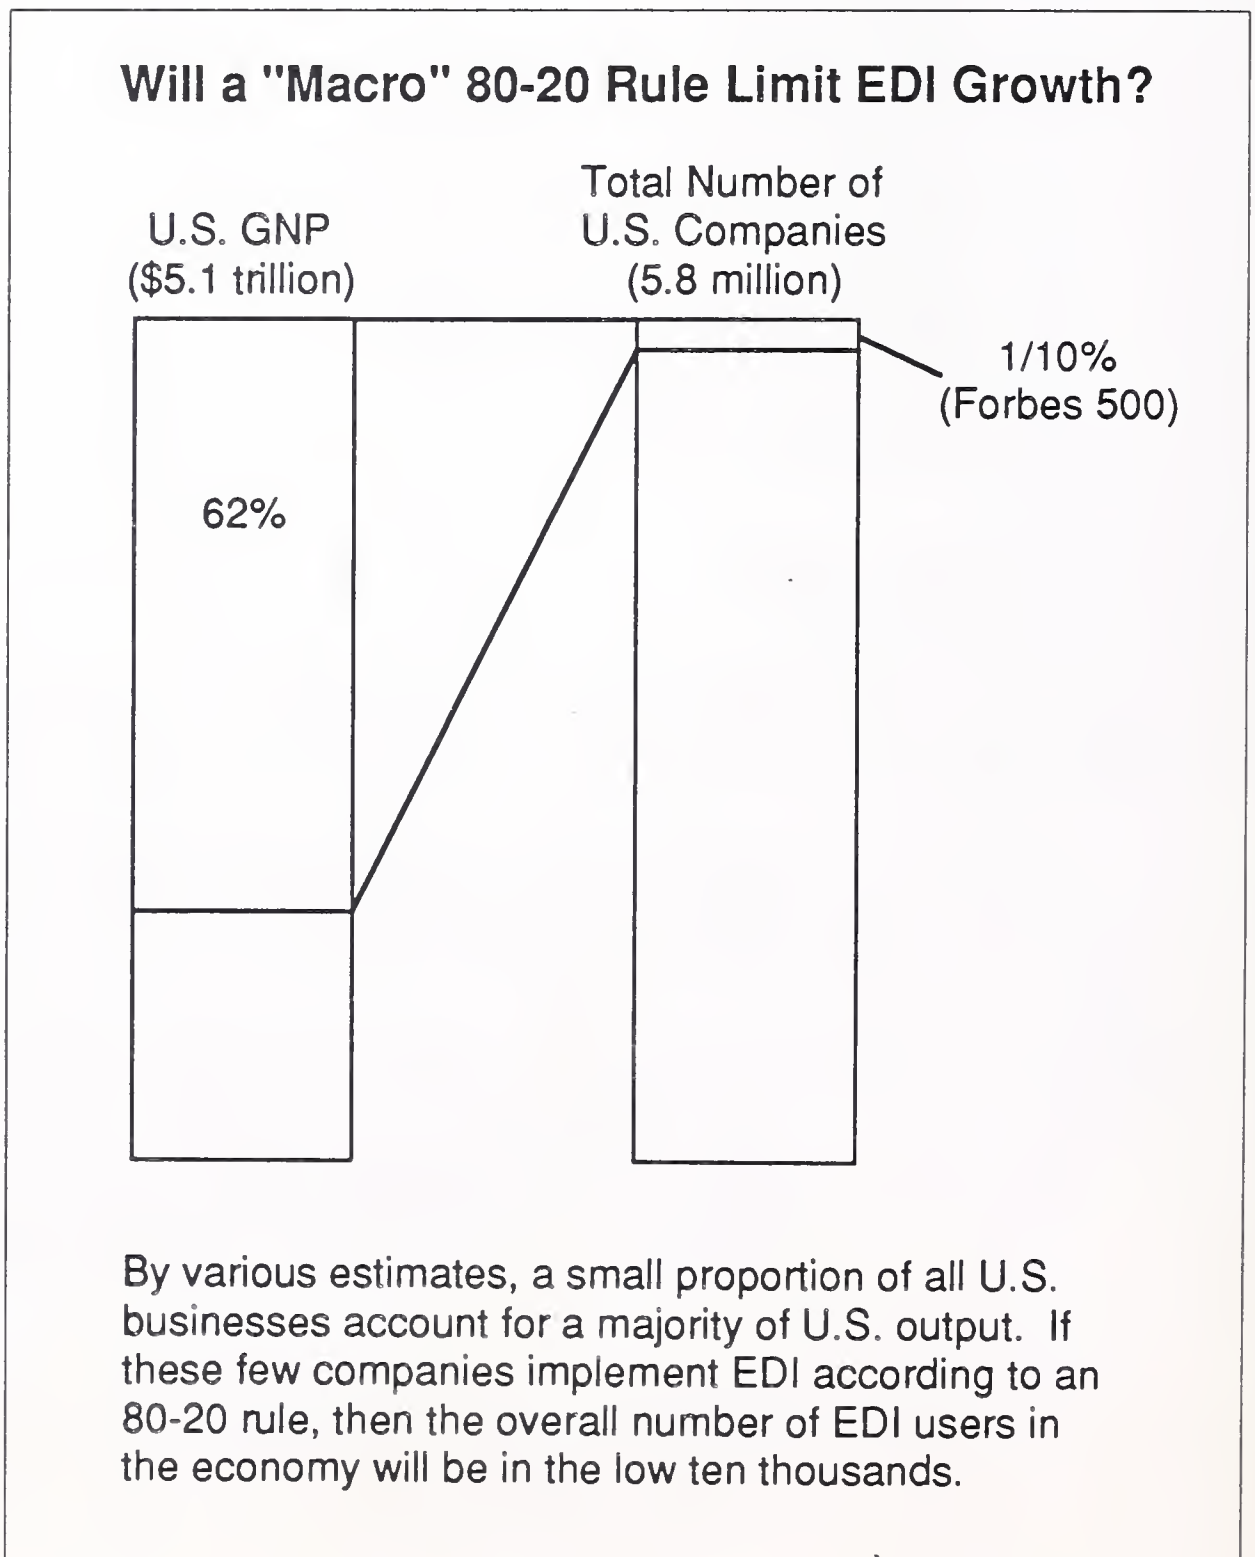 Will a "Macro" 80-20 Rule Limit EDI Growth?
U.S. GNP
($5.1 trillion)
Total Number of
U.S. Companies
(5.8 million)
1/10%
(Forbes 500)
62%
By various estimates, a small proportion of all U.S.
businesses account for a majority of U.S. output.  If
these few companies implement EDI according to an
80-20 rule, then the overall number of EDI users in
the economy will be in the low ten thousands.